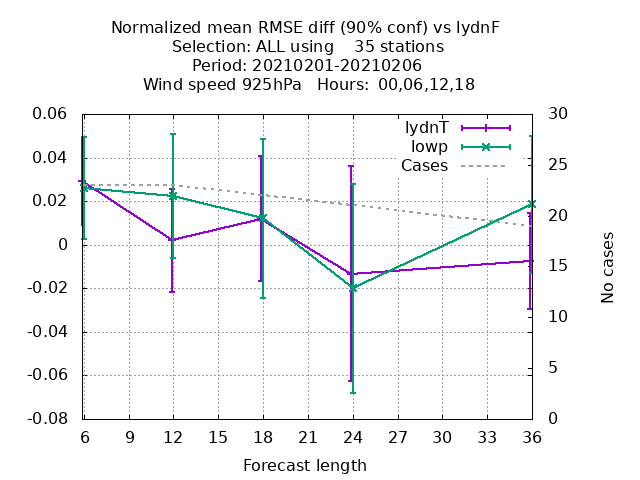 Normalized mean RMSE diff (90% conf) vs lydnF
Selection: ALL using    35 stations
Period: 20210201-20210206
Wind speed 925hPa   Hours:  00,06,12,18
lydnT
lowp
Cases
0.06
0.04
0.02
0
-0.02
-0.04
-0.06
-0.08
30
25
20
15
10
5
0
No cases
6 9 12 15 18 21 24 27 30 33 36
Forecast length